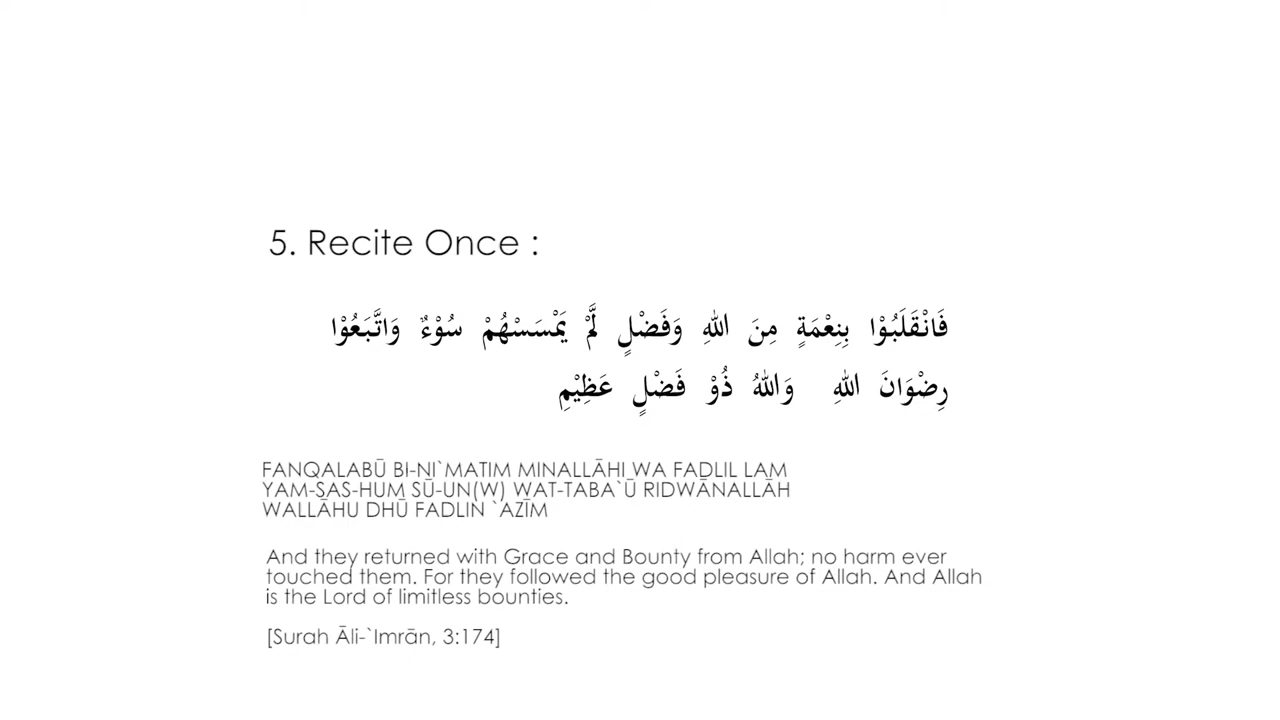 5. Recite Once :
فَانْقَلَبُوْا بِنِعْمَةٍ مِنَ اللهِ وَفَضْلٍ لَّمْ يَمْسَسْهُمْ سُوْءٌ وَاتَّبَعُوْا
رِضْوَانَ اللهِ وَاللهُ ذُوْ فَضْلٍ عَظِيْمِ
FANQALABŪ BI-NI`MATIM MINALLĀHI WA FADLIL LAM
YAM-SAS-HUM SŪ-UN(W) WAT-TABA`Ū RIDWĀNALLĀH
WALLĀHU DHŪ FADLIN `AZĪM
And they returned with Grace and Bounty from Allah; no harm ever
touched them. For they followed the good pleasure of Allah. And Allah
is the Lord of limitless bounties.
[Surah Āli-`Imrān, 3:174]